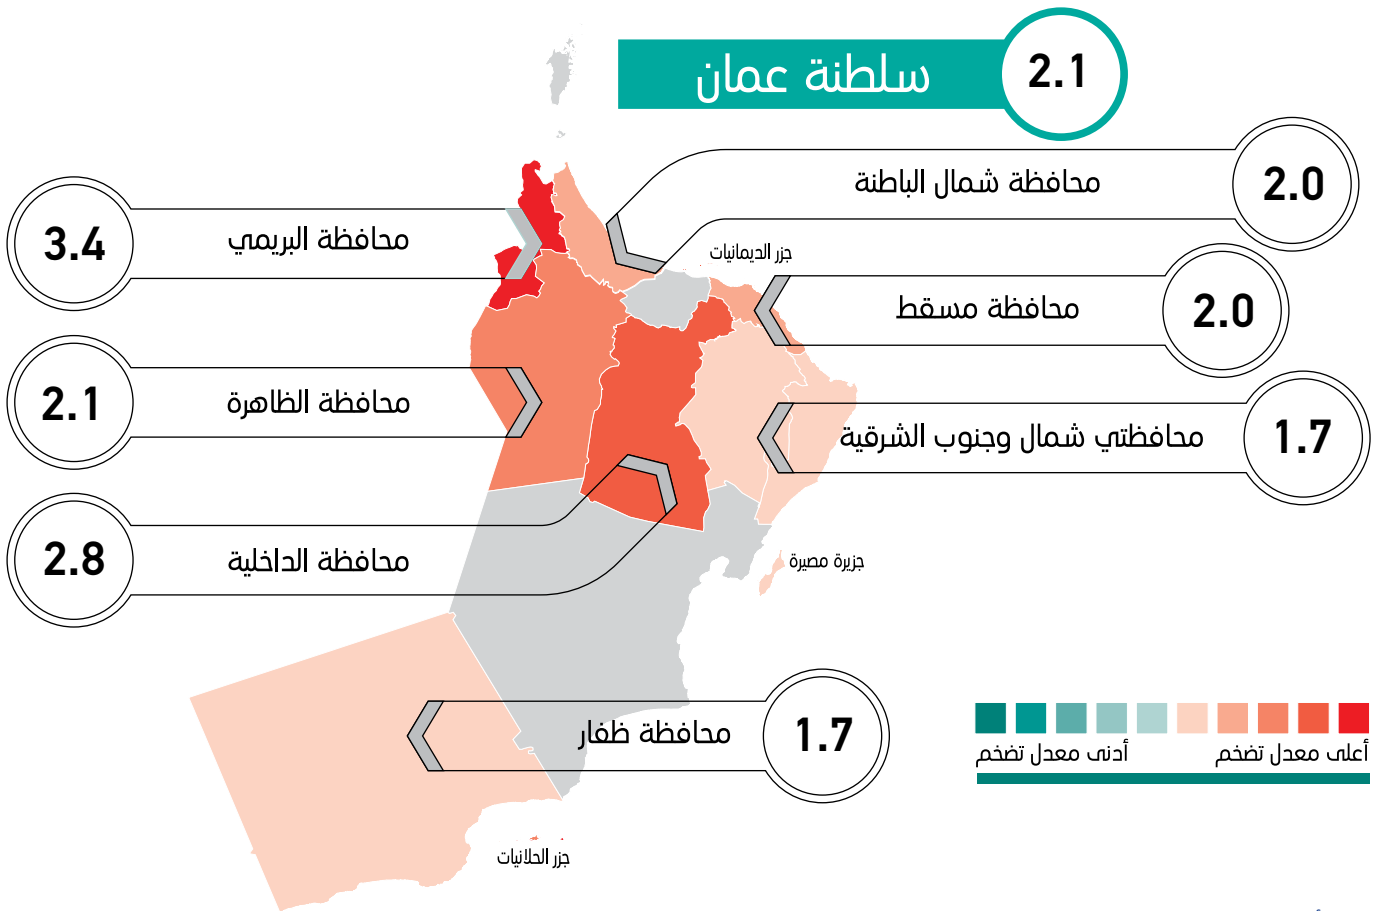 سلطنة عمان
2.1
محافظة شمال الباطنة
2.0
محافظة البريمي
3.4
جزر الديمانيات
محافظة مسقط
2.0
محافظة الظاهرة
2.1
محافظتي شمال وجنوب الشرقية
1.7
محافظة الداخلية
2.8
جزيرة مصيرة
محافظة ظفار
1.7
أعلى معدل تضخم
أدنى معدل تضخم
جزر الحلانيات